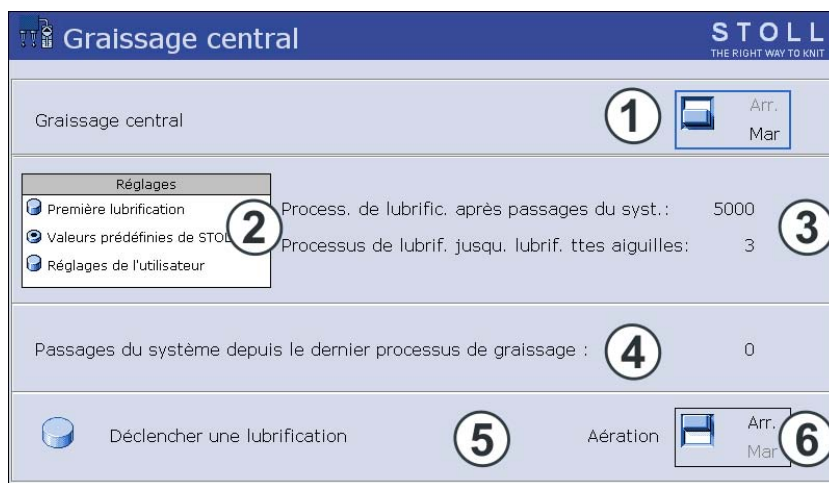 Graissage central
STOLL
THE RIGHT WAY TO KNIT
Graissage central
1
Arr.
Mar
Réglages
Première lubrification
Valeurs prédéfinies de STO
Réglages de l'utilisateur
2
Process. de lubrific. après passages du syst.: 5000
Processus de lubrif. jusqu. lubrif. ttes aiguilles: 3
3
Passages du système depuis le dernier processus de graissage : 4 0
Déclencher une lubrification 5 Aération
Arr.
Mar
6